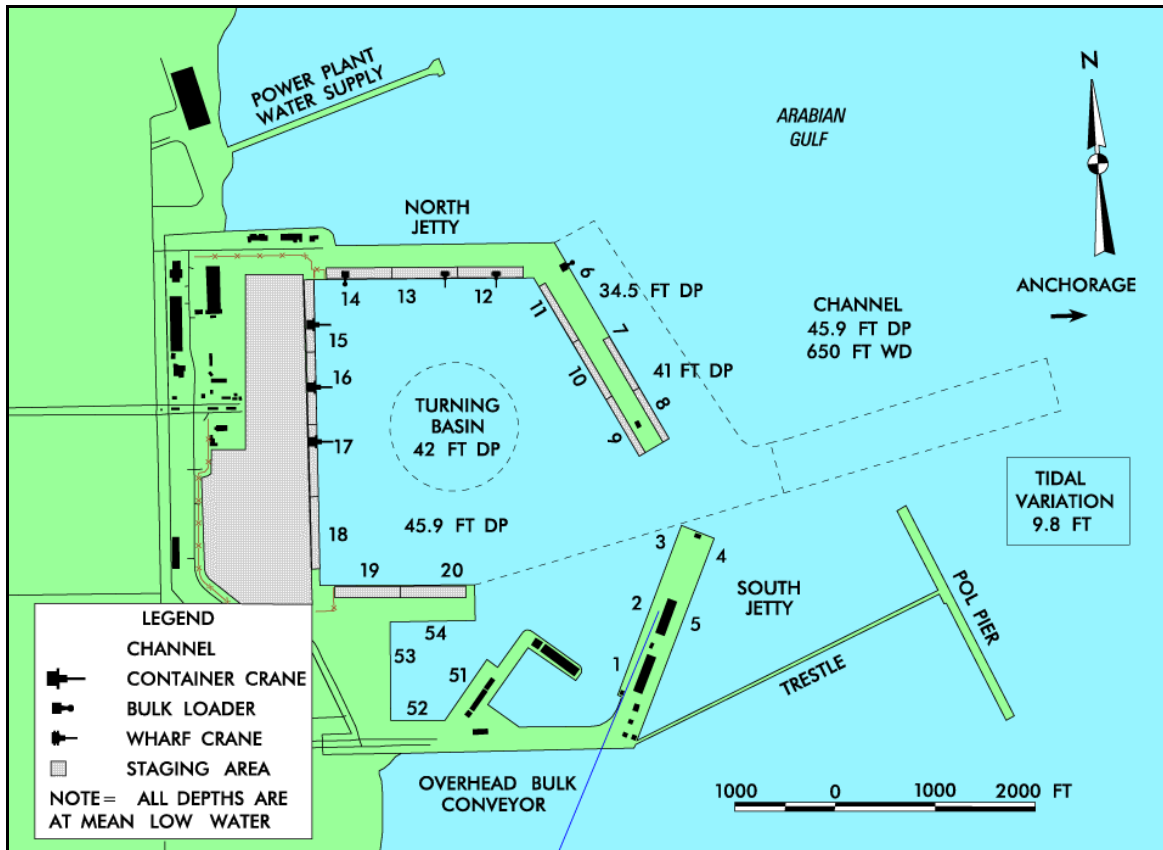 POWER PLANT
WATER SUPPLY
ARABIAN
GULF
N
NORTH
JETTY
6
34.5 FT DP
ANCHORAGE
14
13
12
11
7
CHANNEL
45.9 FT DP
650 FT WD
15
16
17
18
10
41 FT DP
8
9
TURNING
BASIN
42 FT DP
45.9 FT DP
TIDAL
VARIATION
9.8 FT
19
20
3
4
2
5
1
SOUTH
JETTY
POL PIER
TRESTLE
54
53
51
52
LEGEND
CHANNEL
CONTAINER CRANE
BULK LOADER
WHARF CRANE
STAGING AREA
NOTE= ALL DEPTHS ARE
AT MEAN LOW WATER
OVERHEAD BULK
CONVEYOR
1000 0 1000 2000 FT